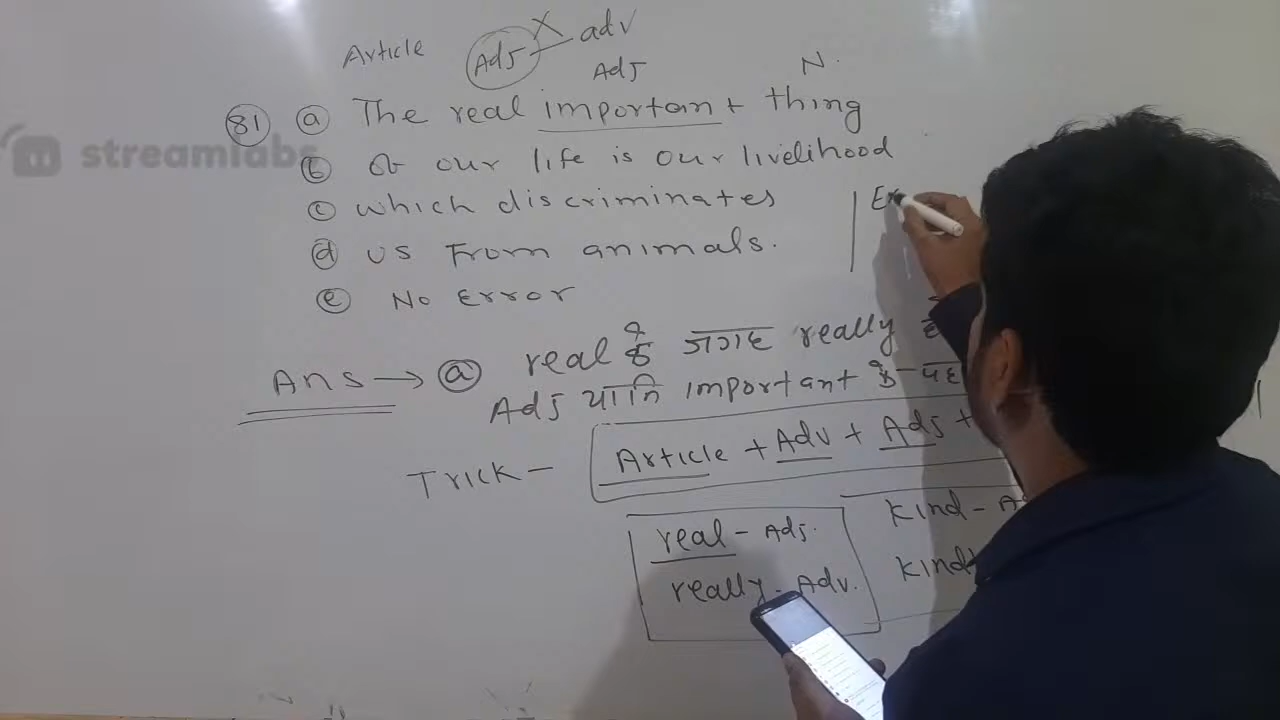 Article Adj X adv
Adj N.
81 a The real important thing
b Of our life is our livelihood
streamlabs
c which discriminates Ex
d us From animals.
e No Error
Ans → a real के जगह really
Adj यानि important के
Trick - Article + Adv + Adj +
real - Adj. Kind -
really - Adv. Kind